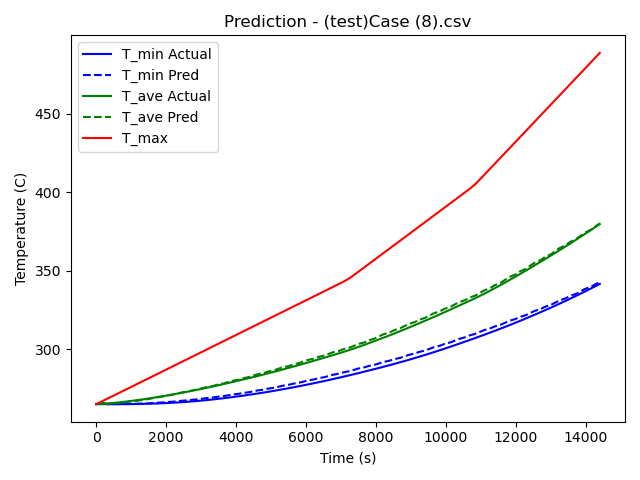 Prediction - (test)Case (8).csv
T_min Actual
T_min Pred
T_ave Actual
T_ave Pred
T_max
Temperature (C)
450
400
350
300
0 2000 4000 6000 8000 10000 12000 14000
Time (s)